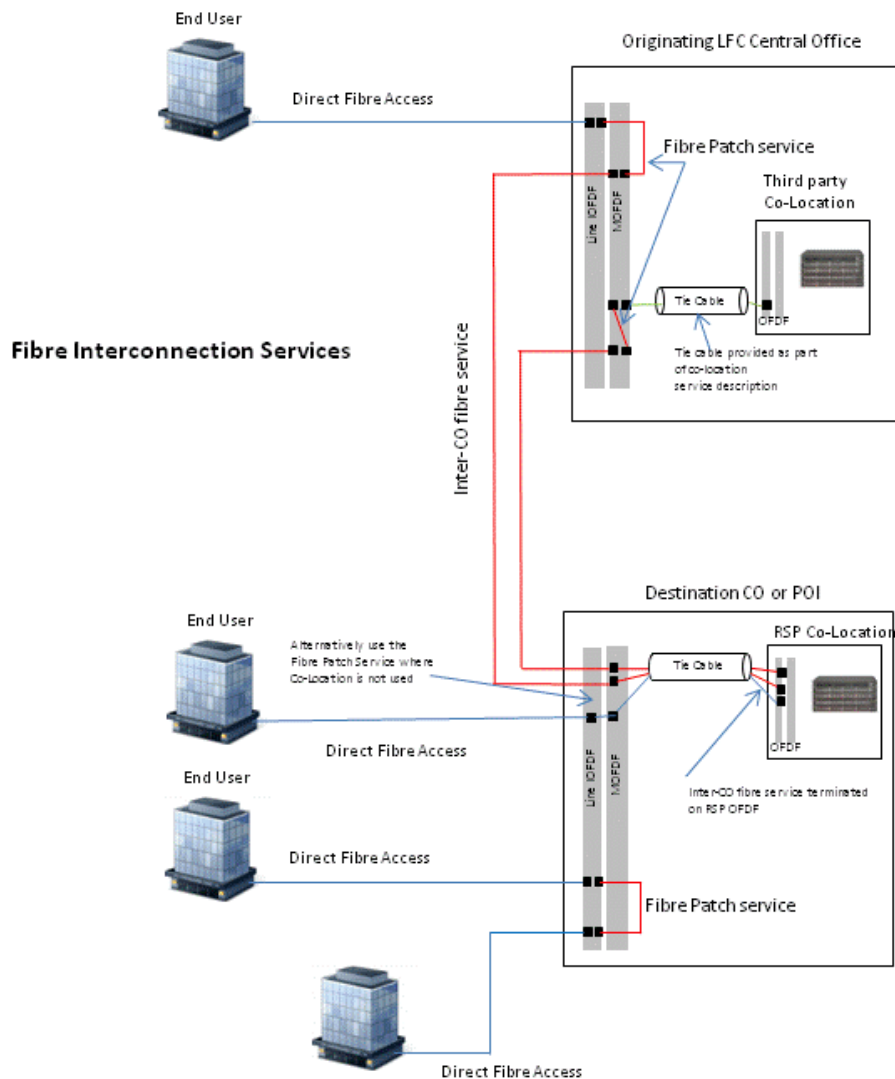 End User
Originating LFC Central Office
Direct Fibre Access
Fibre Patch service
Third party
Co-Location
Line IOFDF
MOFDF
Tie Cable
OFDF
Fibre Interconnection Services
Tie cable provided as part
of co-location
service description
Inter-CO fibre service
Destination CO or POI
End User
RSP Co-Location
Alternatively use the
Fibre Patch Service where
Co-Location is not used
Tie Cable
Direct Fibre Access
Line IOFDF
MOFDF
OFDF
End User
Inter-CO fibre service terminated
on RSP OFDF
Direct Fibre Access
Fibre Patch service
Direct Fibre Access